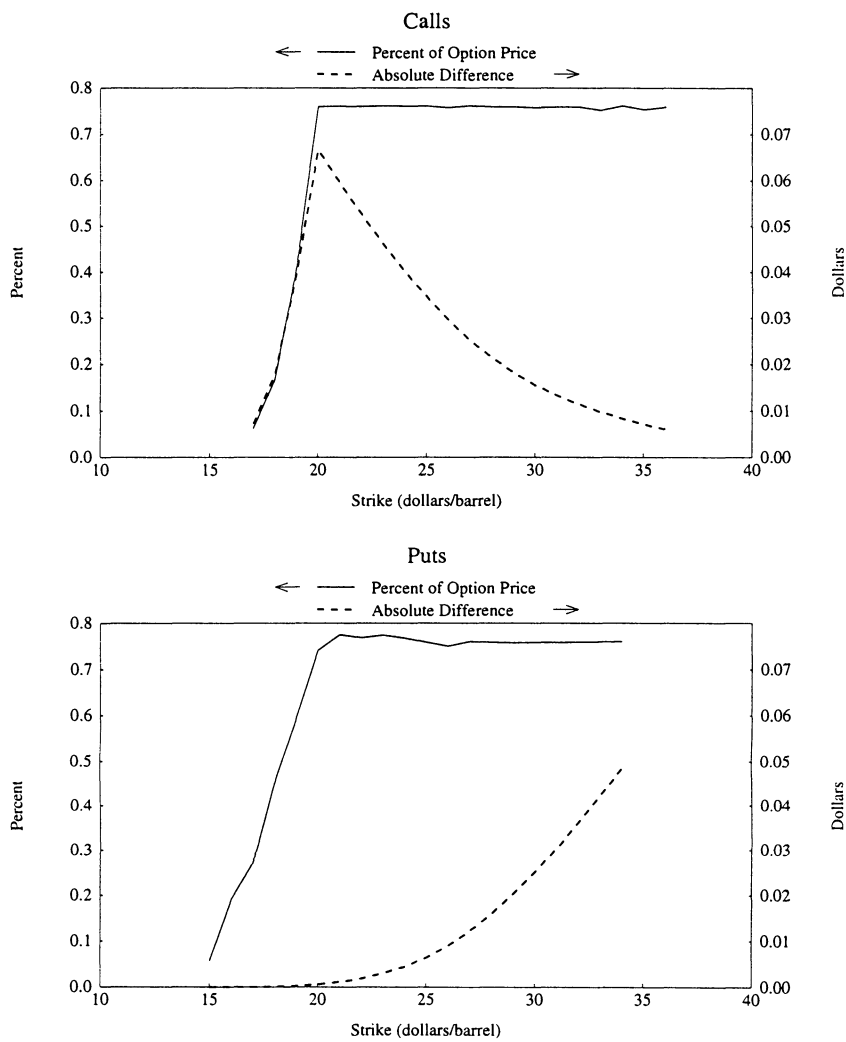 Calls
Percent of Option Price
Absolute Difference
0.8
0.7
0.6
0.5
0.4
0.3
0.2
0.1
0.0
Percent
0.07
0.06
0.05
0.04
0.03
0.02
0.01
0.00
Dollars
10 15 20 25 30 35 40
Strike (dollars/barrel)
Puts
Percent of Option Price
Absolute Difference
0.8
0.7
0.6
0.5
0.4
0.3
0.2
0.1
0.0
Percent
0.07
0.06
0.05
0.04
0.03
0.02
0.01
0.00
Dollars
10 15 20 25 30 35 40
Strike (dollars/barrel)